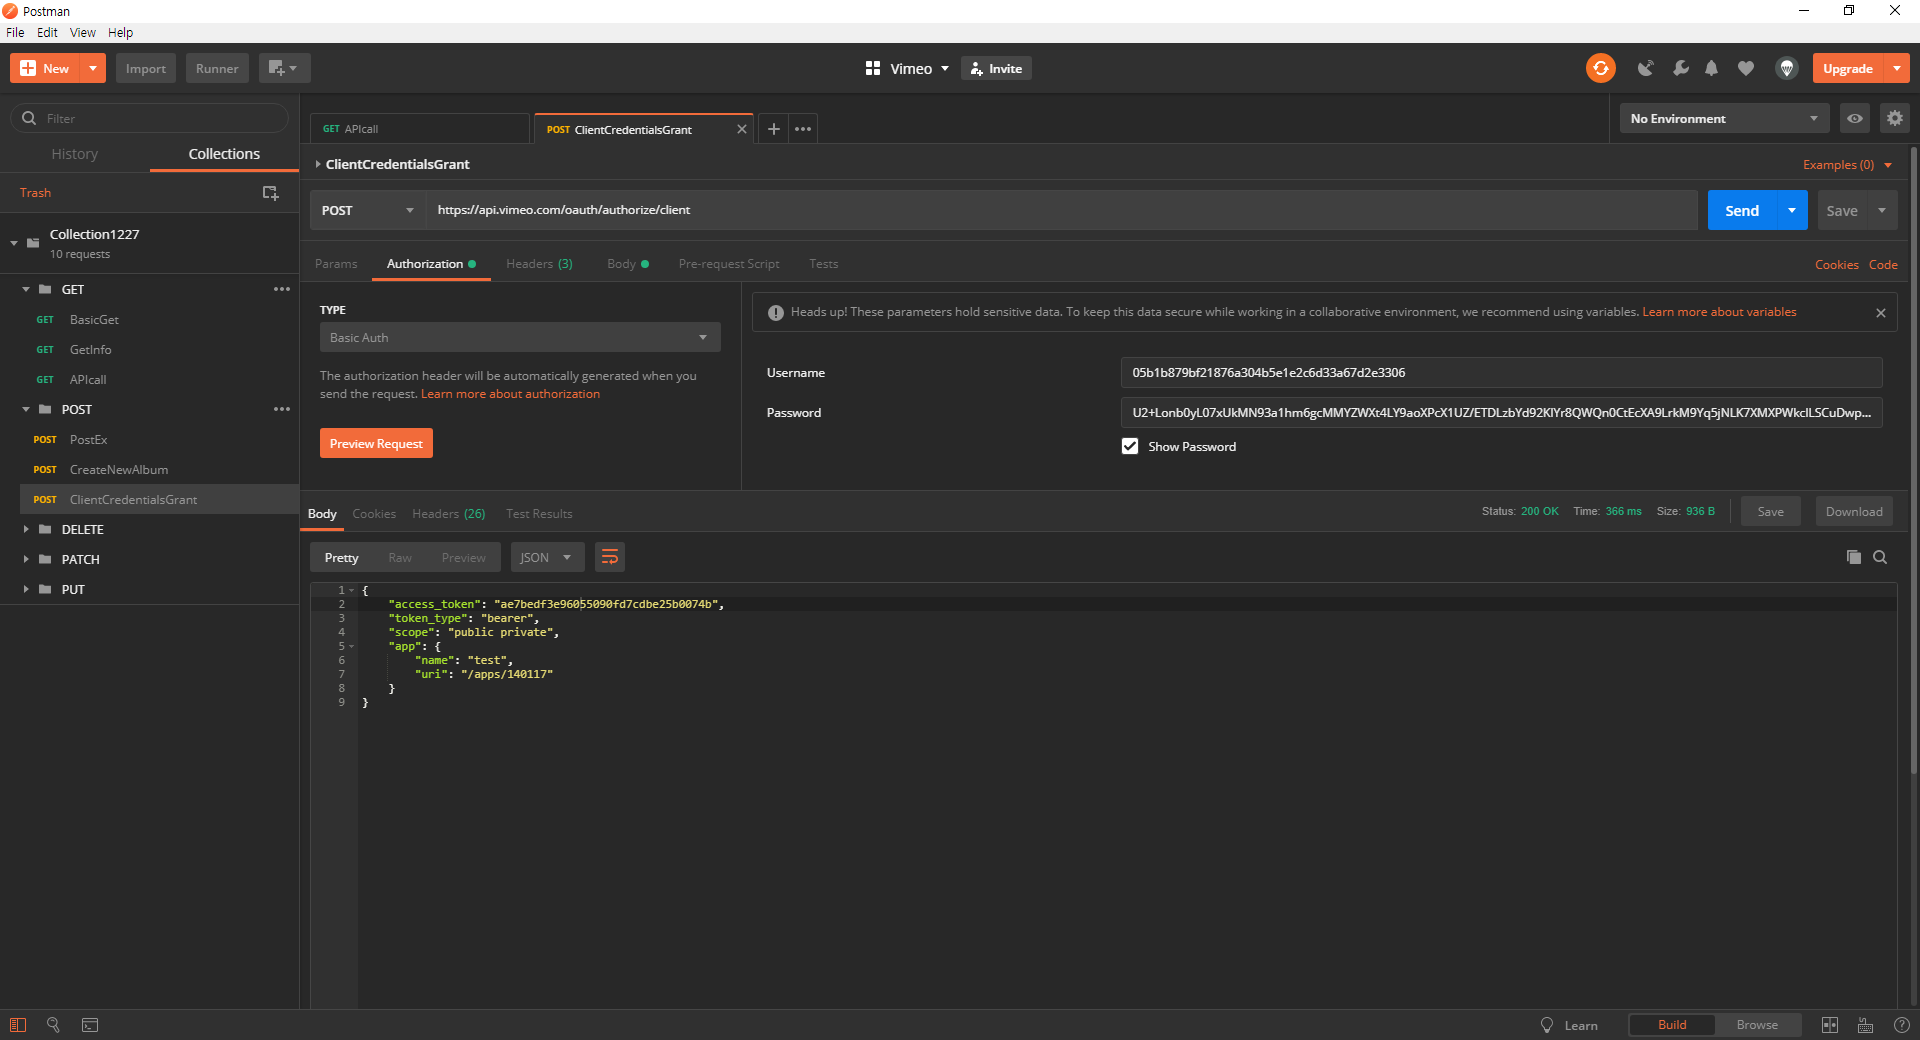 Postman
File Edit View Help
New Import Runner Vimeo Invite Upgrade
Filter
GET APIcall
POST ClientCredentialsGrant
No Environment
History Collections
ClientCredentialsGrant
Examples (0)
Trash
POST https://api.vimeo.com/oauth/authorize/client Send Save
Collection1227
10 requests
Params Authorization Headers (3) Body Pre-request Script Tests Cookies Code
GET
GET BasicGet
GET GetInfo
GET APIcall
POST
POST PostEx
POST CreateNewAlbum
POST ClientCredentialsGrant
DELETE
PATCH
PUT
TYPE
Basic Auth
The authorization header will be automatically generated when you
send the request. Learn more about authorization
Preview Request
Heads up! These parameters hold sensitive data. To keep this data secure while working in a collaborative environment, we recommend using variables. Learn more about variables
Username 05b1b879bf21876a304b5e1e2c6d33a67d2e3306
Password U2+Lonb0yL07xUkMN93a1hm6gcMMYZWXt4LY9aoXPcX1UZ/ETDLzbYd92KlYr8QWQn0CtEcXA9LrkM9Yq5jNLK7XMXPWkclLSCuDwp...
Show Password
Body Cookies Headers (26) Test Results Status: 200 OK Time: 366 ms Size: 936 B Save Download
Pretty Raw Preview JSON
1 {
2 "access_token": "ae7bedf3e96055090fd7cdbe25b0074b",
3 "token_type": "bearer",
4 "scope": "public private",
5 "app": {
6 "name": "test",
7 "uri": "/apps/140117"
8 }
9 }
Learn Build Browse